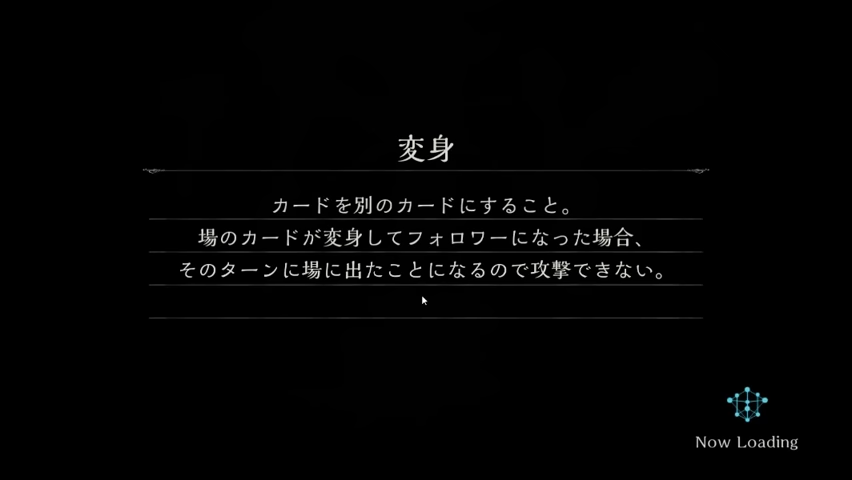 変身
カードを別のカードにすること。
場のカードが変身してフォロワーになった場合、
そのターンに場に出たことになるので攻撃できない。
Now Loading